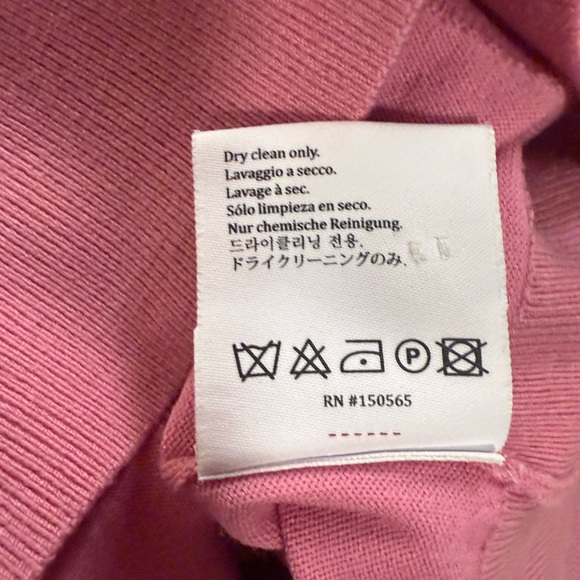 Dry clean only.
Lavaggio a secco.
Lavage à sec.
Sólo limpieza en seco.
Nur chemische Reinigung.
드라이클리닝 전용.
ドライクリーニングのみ.
P
RN #150565